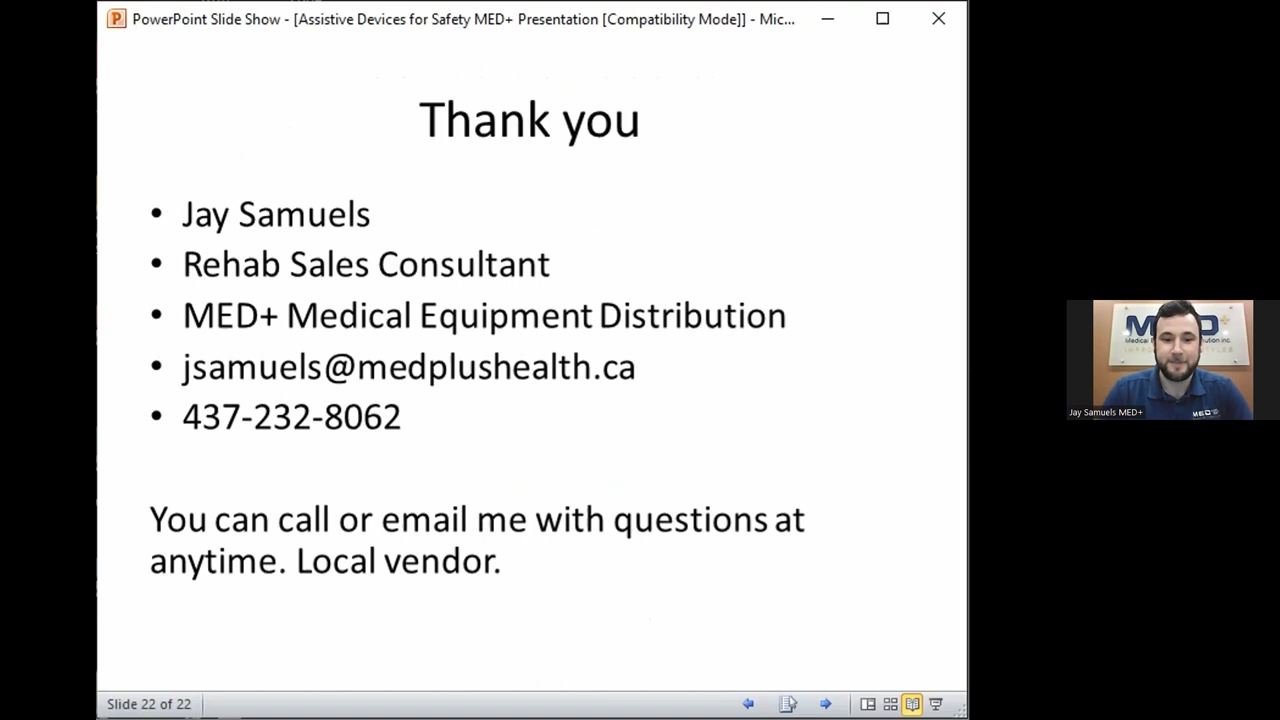 PowerPoint Slide Show - [Assistive Devices for Safety MED+ Presentation [Compatibility Mode]] - Mic...
Thank you
• Jay Samuels
• Rehab Sales Consultant
• MED+ Medical Equipment Distribution
• jsamuels@medplushealth.ca
• 437-232-8062
You can call or email me with questions at
anytime. Local vendor.
Jay Samuels MED+
Slide 22 of 22